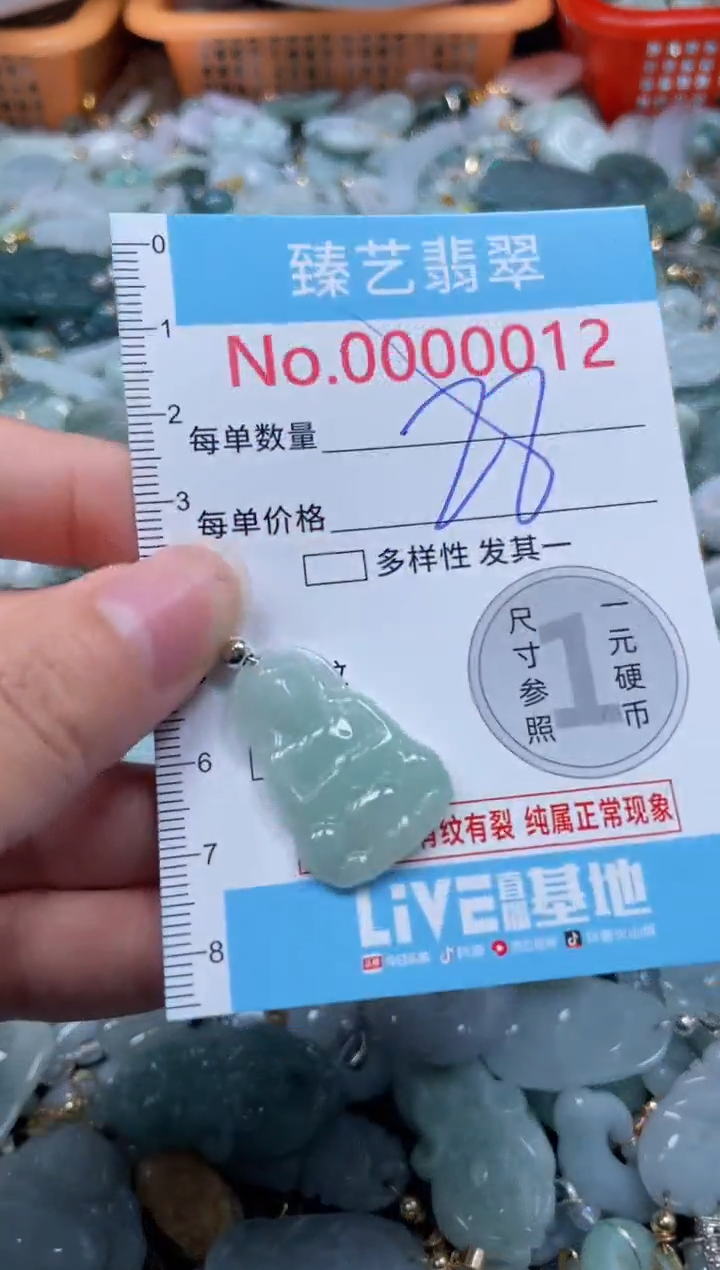 臻艺翡翠
No.0000012
每单数量
每单价格
多样性 发其一
尺寸参照
1
一元硬币
有纹有裂 纯属正常现象
LiVE直播基地
0
1
2
3
6
7
8